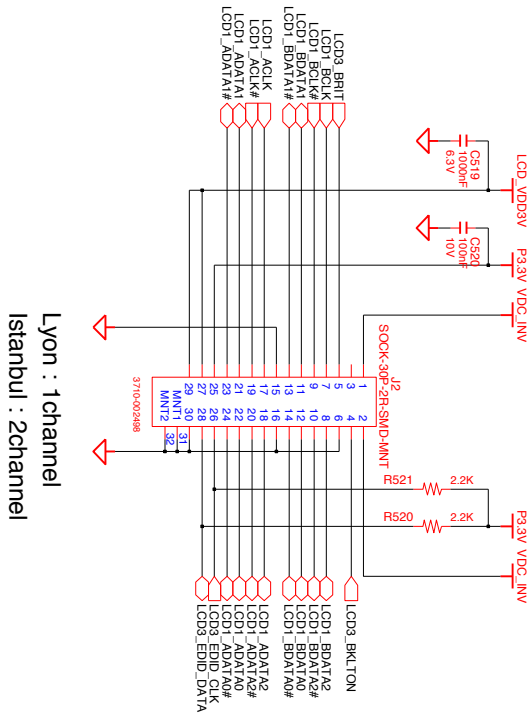 LCD3_BRIT
LCD1_BCLK
LCD1_BCLK#
LCD1_BDATA1
LCD1_BDATA1#
LCD1_ACLK
LCD1_ACLK#
LCD1_ADATA1
LCD1_ADATA1#
LCD_VDD3V
C519
1000nF
6.3V
P3.3V
C520
100nF
10V
VDC_INV
J2
SOCK-30P-2R-SMD-MNT
1 2
3 4
5 6
7 8
9 10
11 12
13 14
15 16
17 18
19 20
21 22
23 24
25 26
27 28
29 30
MNT1 31
MNT2 32
3710-002498
R521 2.2K
R520 2.2K
P3.3V
VDC_INV
LCD3_BKLTON
LCD1_BDATA2
LCD1_BDATA2#
LCD1_BDATA0
LCD1_BDATA0#
LCD1_ADATA2
LCD1_ADATA2#
LCD1_ADATA0
LCD1_ADATA0#
LCD3_EDID_CLK
LCD3_EDID_DATA
Lyon : 1channel
Istanbul : 2channel